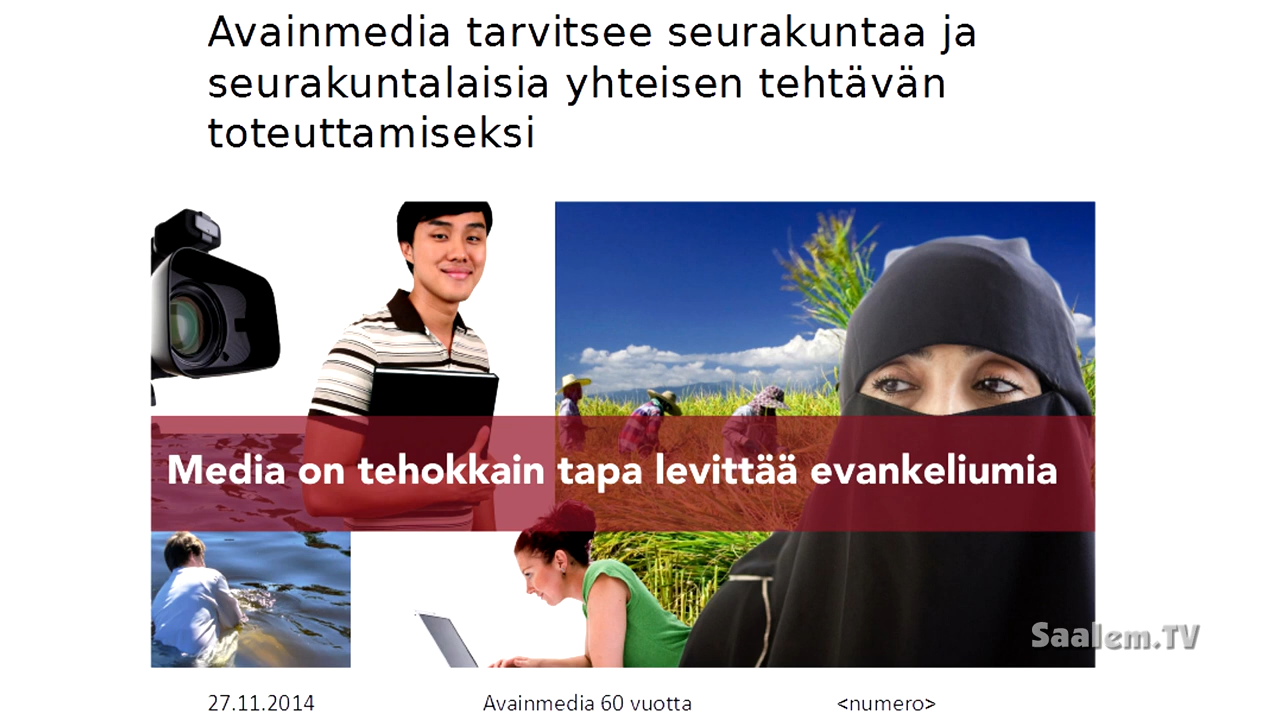 Avainmedia tarvitsee seurakuntaa ja
seurakuntalaisia yhteisen tehtävän
toteuttamiseksi
Media on tehokkain tapa levittää evankeliumia
Saalem.TV
27.11.2014 Avainmedia 60 vuotta <numero>